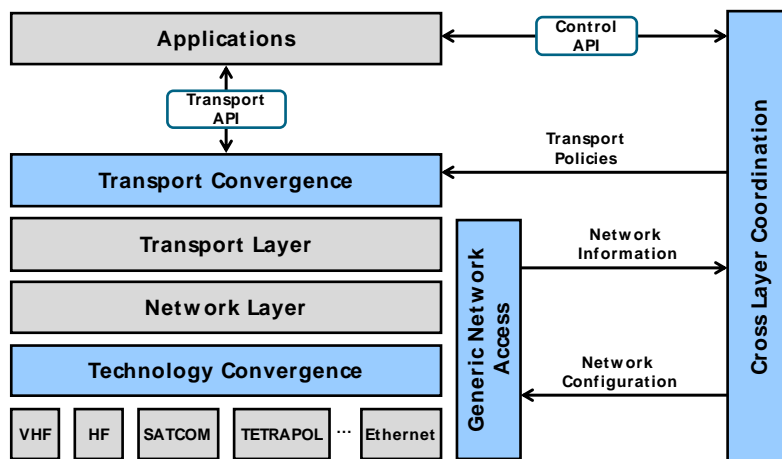 Applications
Control
API
Transport
API
Transport
Policies
Transport Convergence
Transport Layer
Network
Information
Network Layer
Generic Network
Access
Cross Layer Coordination
Technology Convergence
Network
Configuration
VHF
HF
SATCOM
TETRAPOL
...
Ethernet